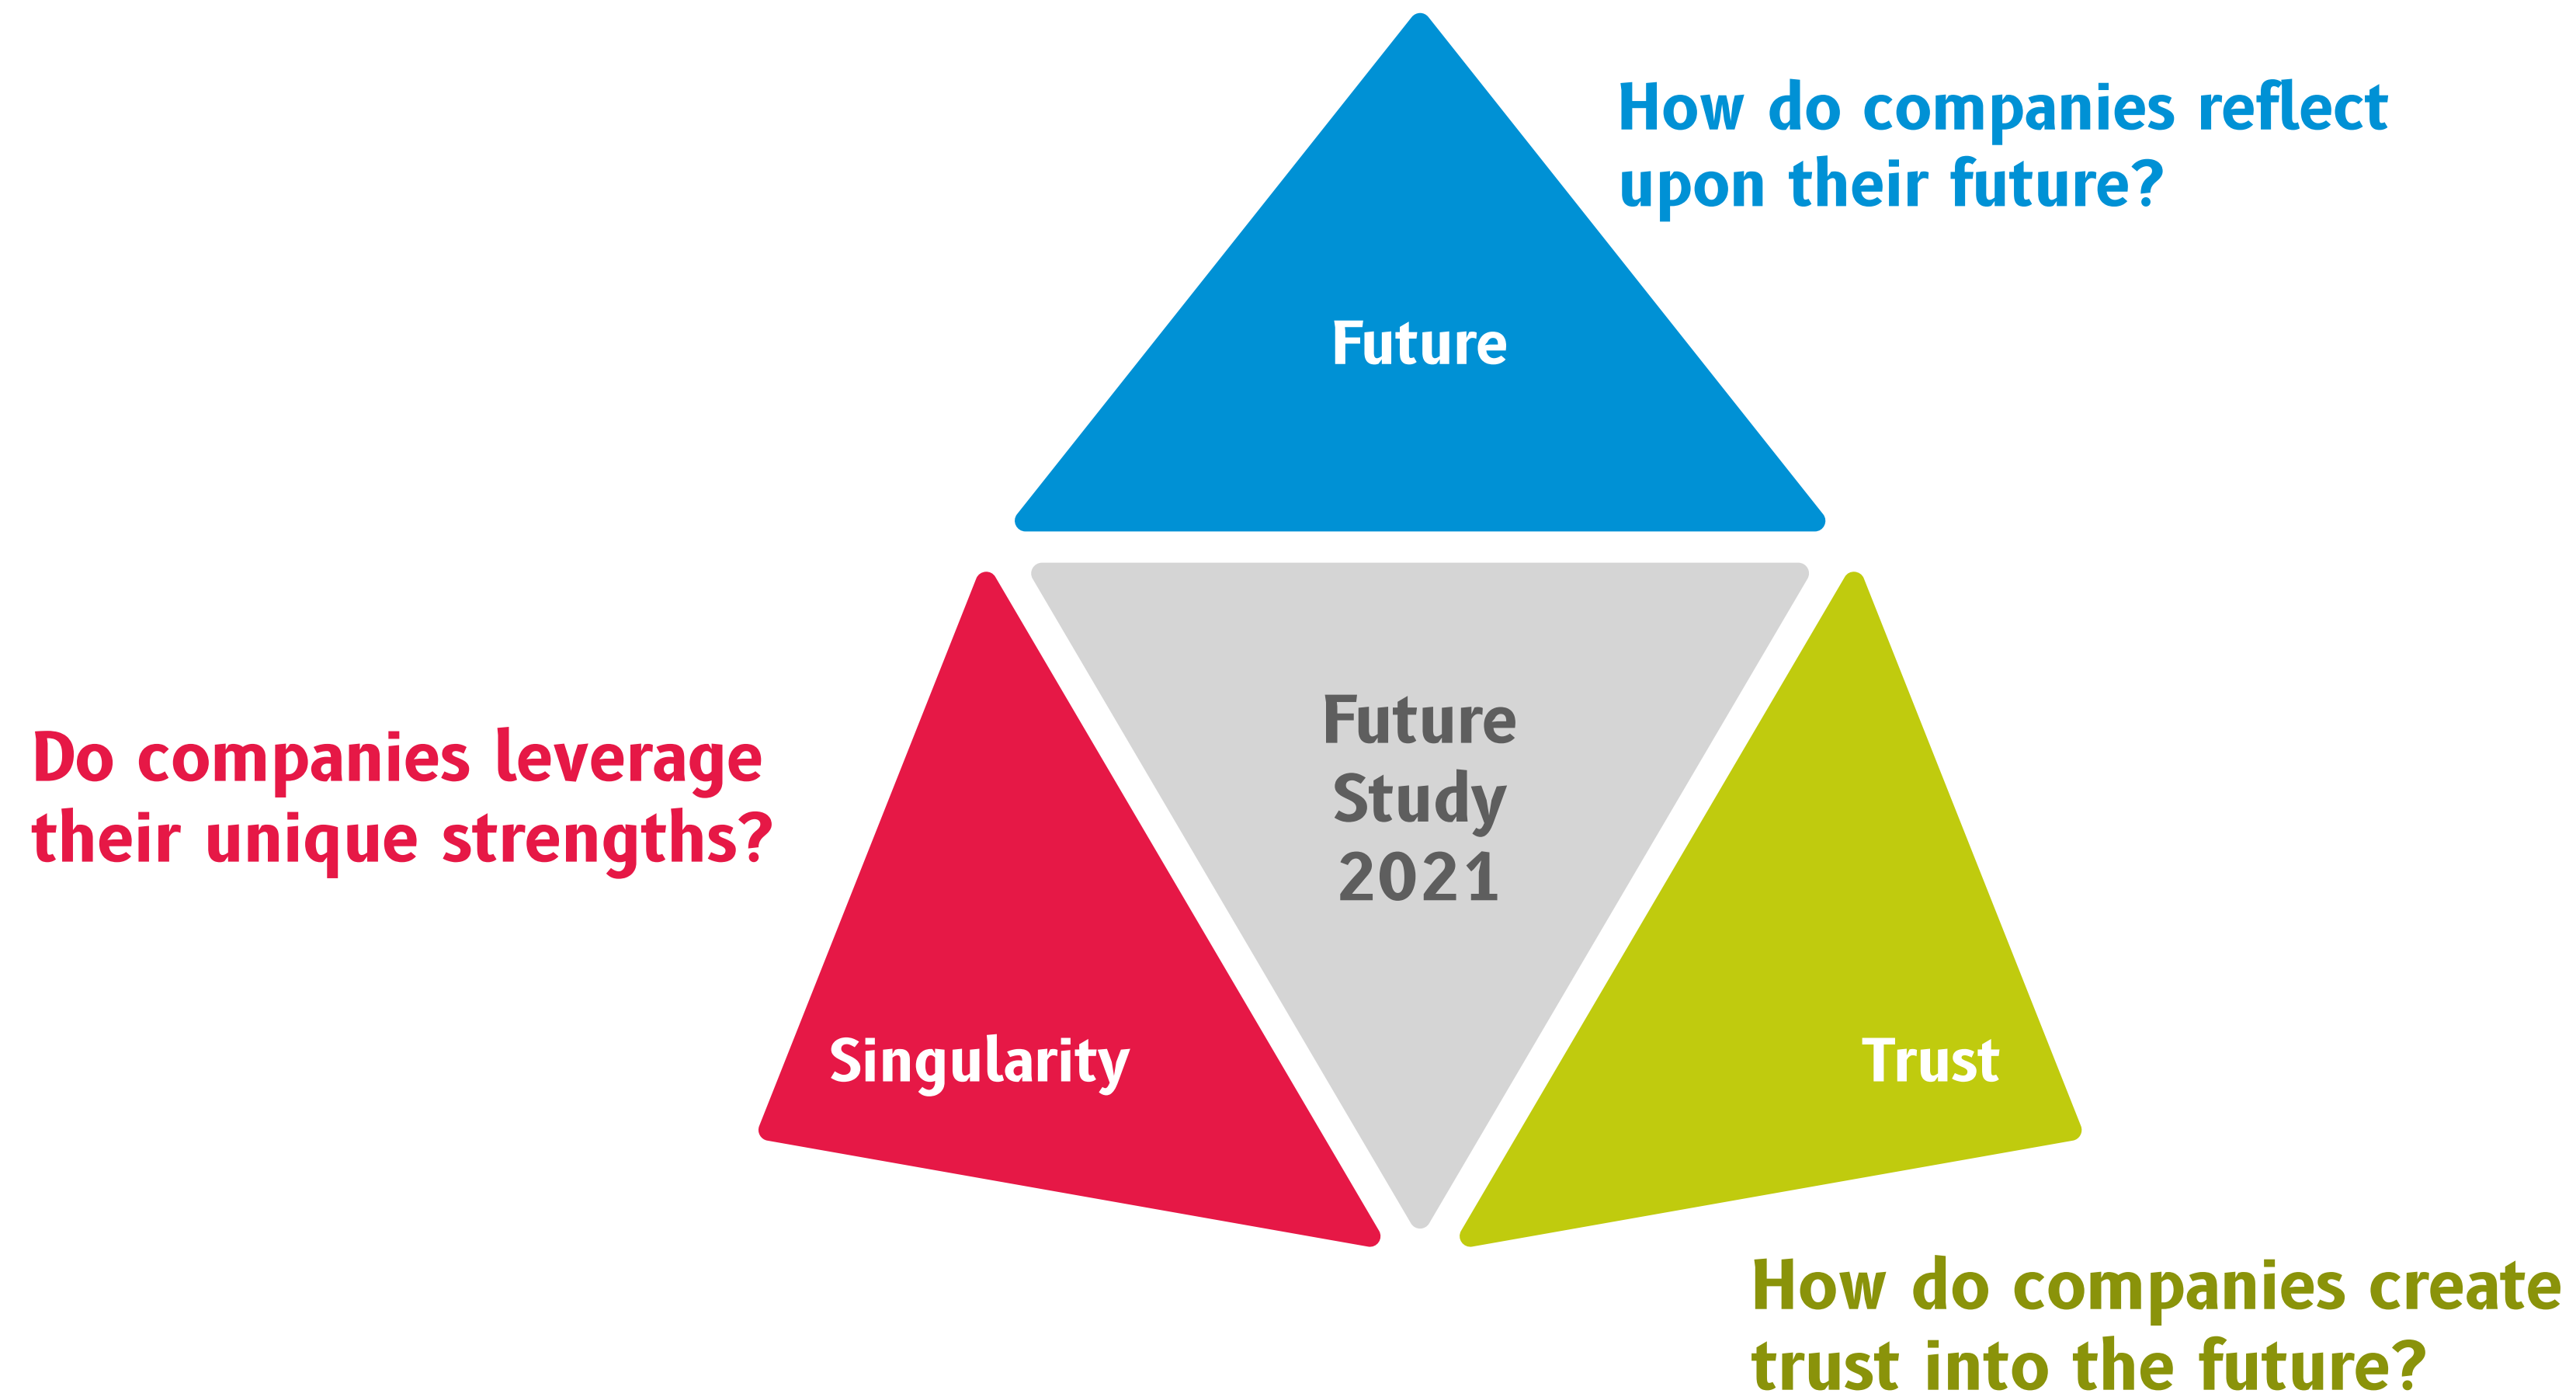 How do companies reflect
upon their future?
Future
Future
Study
2021
Do companies leverage
their unique strengths?
Singularity
Trust
How do companies create
trust into the future?